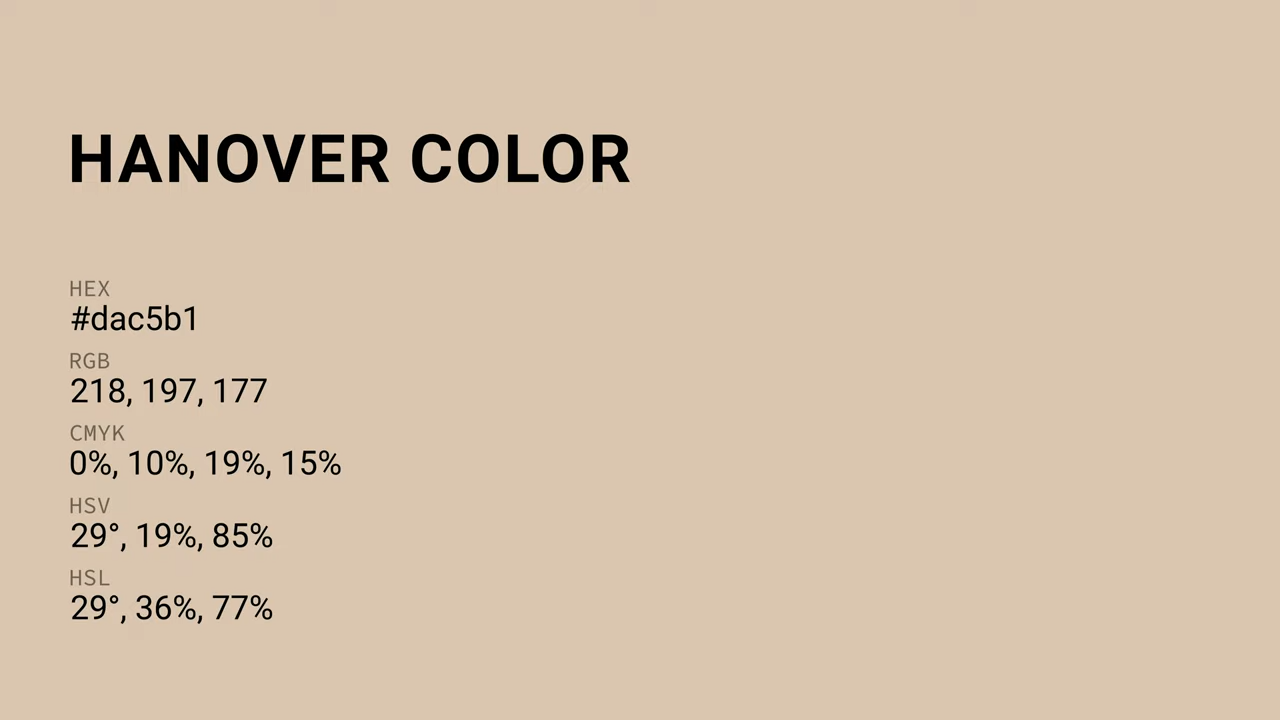 HANOVER COLOR
HEX
#dac5b1
RGB
218, 197, 177
CMYK
0%, 10%, 19%, 15%
HSV
29°, 19%, 85%
HSL
29°, 36%, 77%